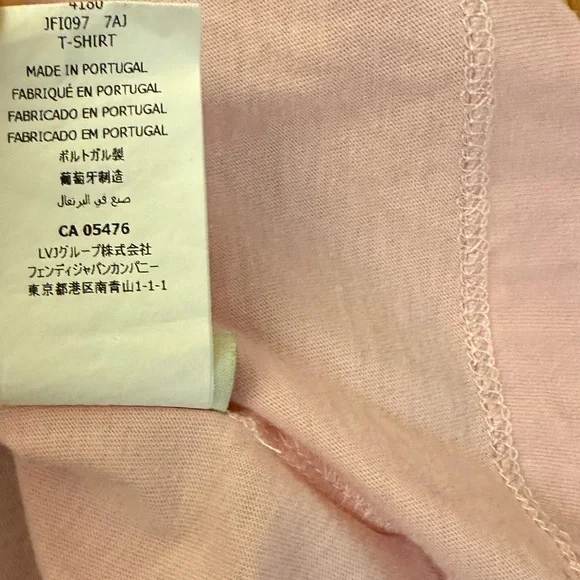 4180
JFI097 7AJ
T-SHIRT
MADE IN PORTUGAL
FABRIQUÉ EN PORTUGAL
FABRICADO EN PORTUGAL
FABRICADO EM PORTUGAL
ポルトガル製
葡萄牙制造
صنع في البرتغال
CA 05476
LVJグループ株式会社
フェンディジャパンカンパニー
東京都港区南青山1-1-1